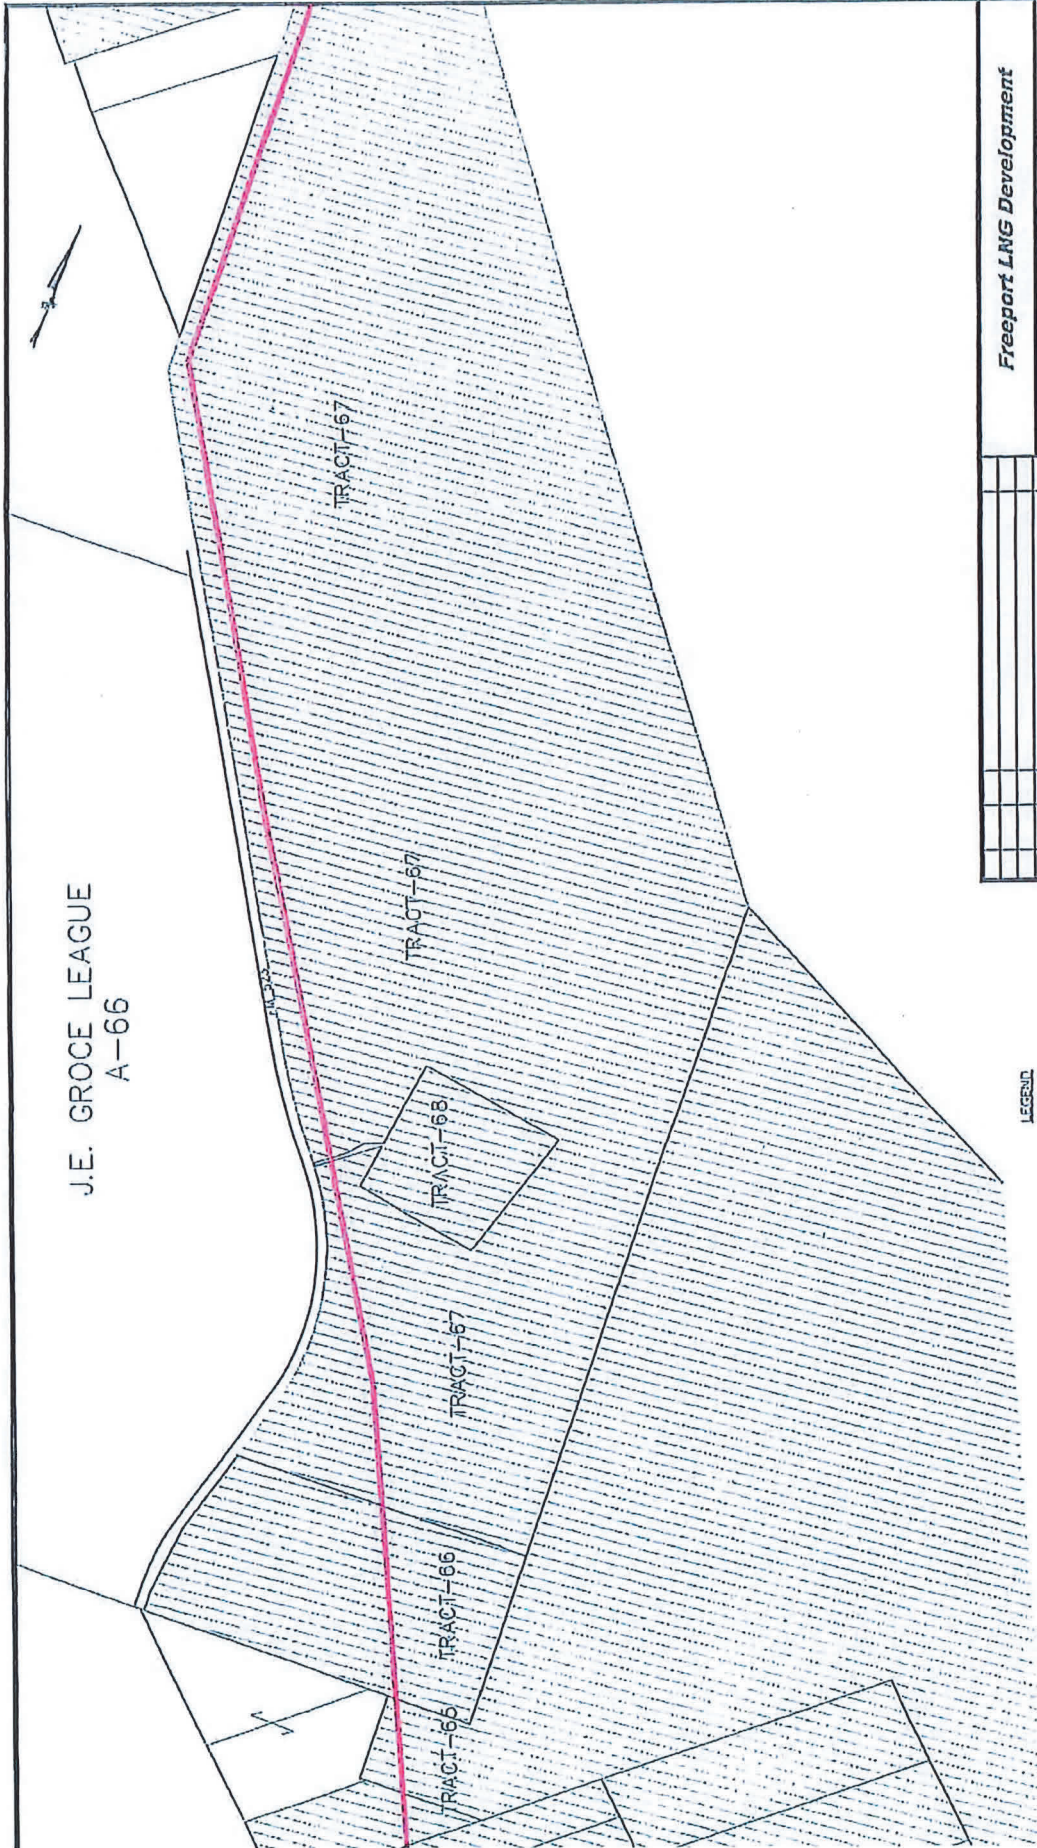 J.E. GROCE LEAGUE
A-66
TRACT-65
TRACT-66
TRACT-67
TRACT-68
TRACT-67
TRACT-67
LEGEND
Freeport LNG Development